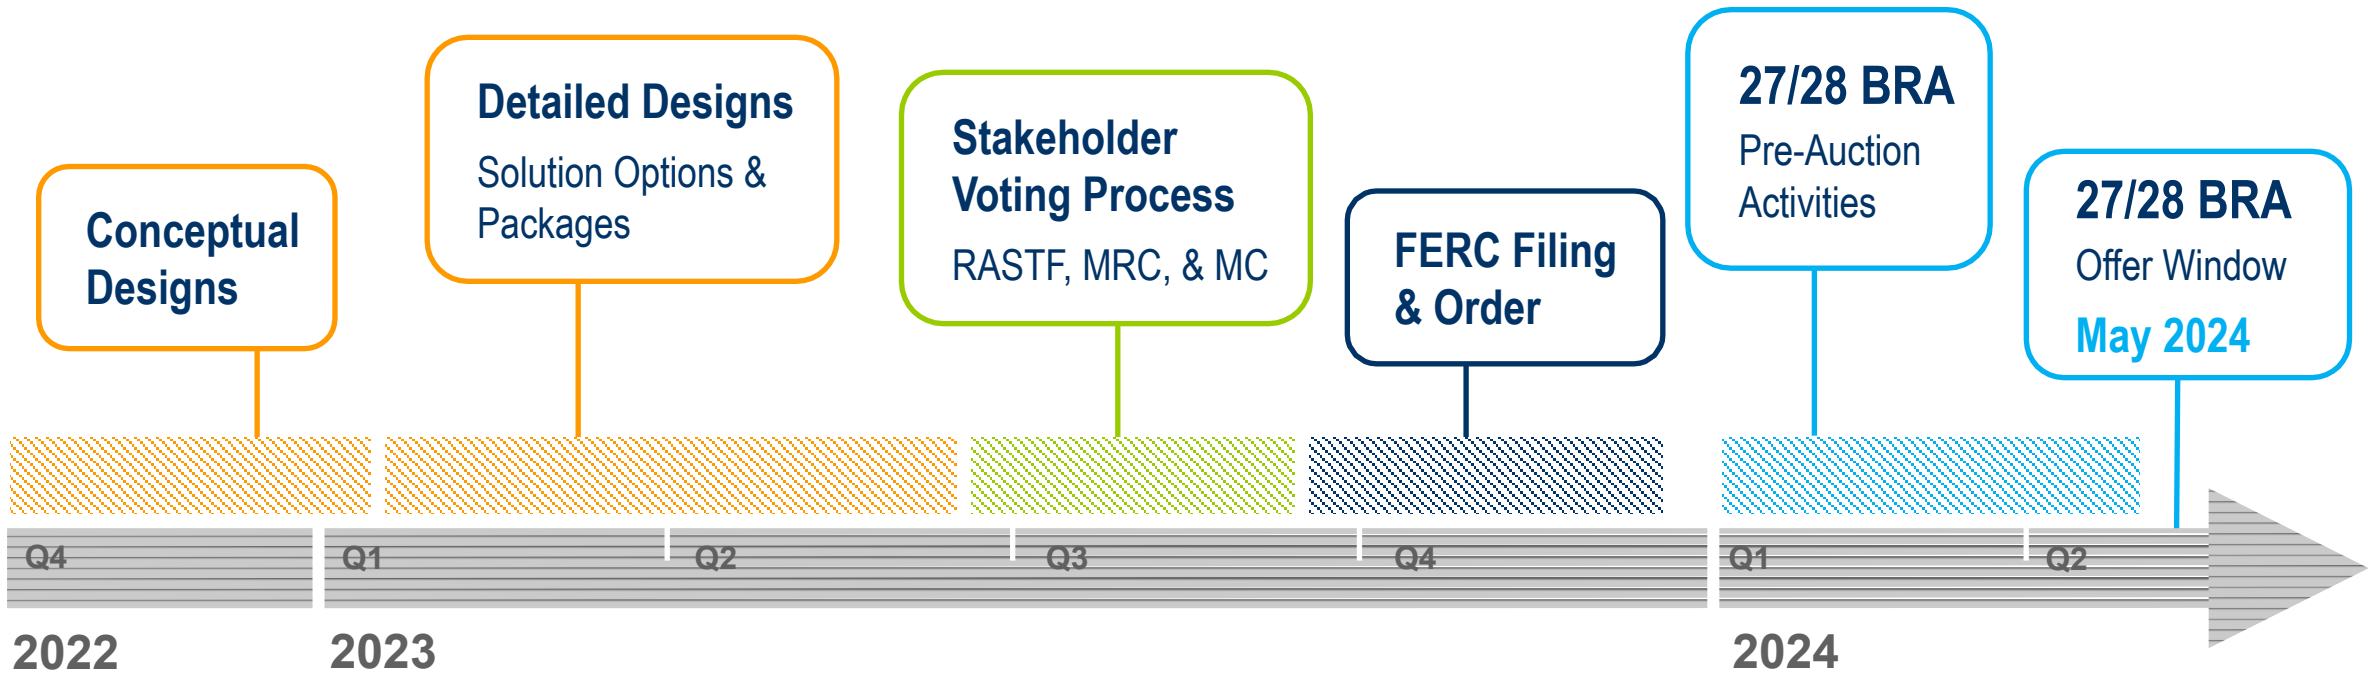 Conceptual
Designs
Detailed Designs
Solution Options &
Packages
Stakeholder
Voting Process
RASTF, MRC, & MC
FERC Filing
& Order
27/28 BRA
Pre-Auction
Activities
27/28 BRA
Offer Window
May 2024
Q4
Q1
Q2
Q3
Q4
Q1
Q2
2022
2023
2024